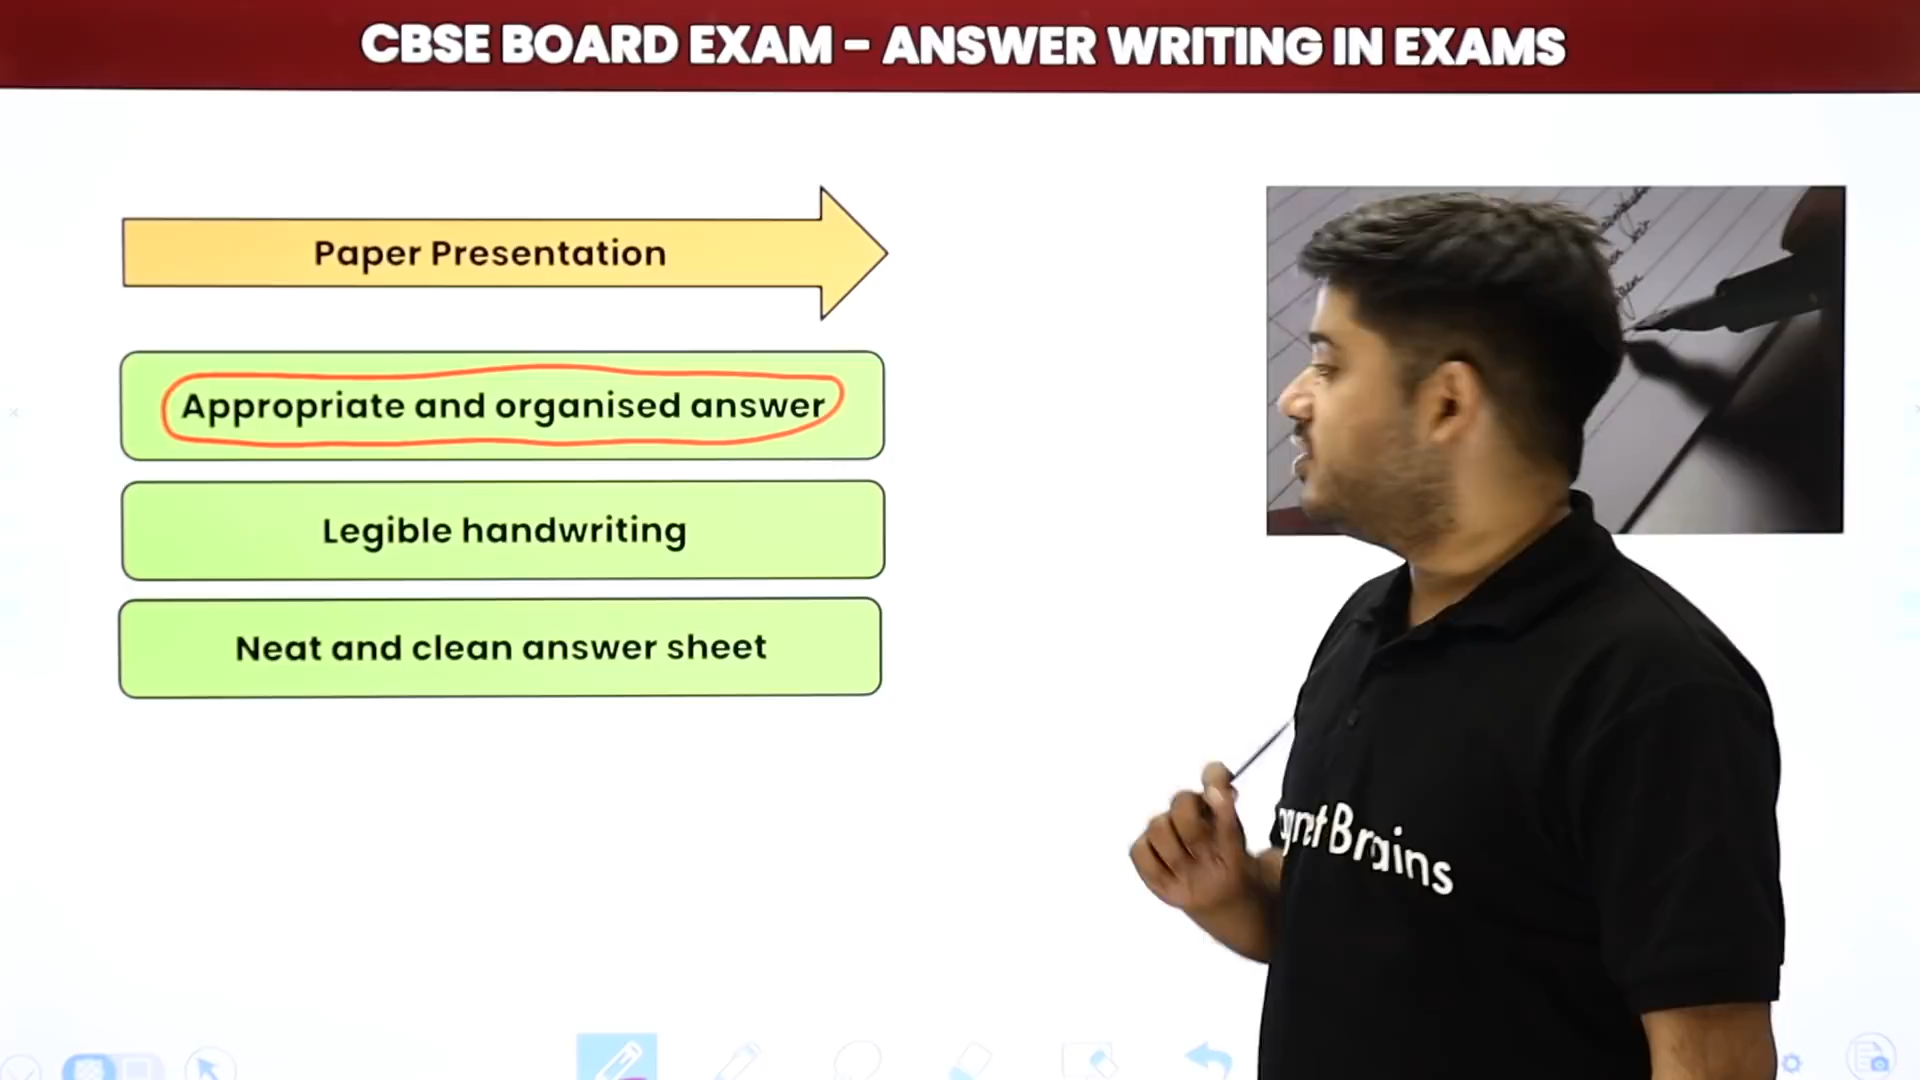 CBSE BOARD EXAM - ANSWER WRITING IN EXAMS
Paper Presentation
Appropriate and organised answer
Legible handwriting
Neat and clean answer sheet
gnet Brains